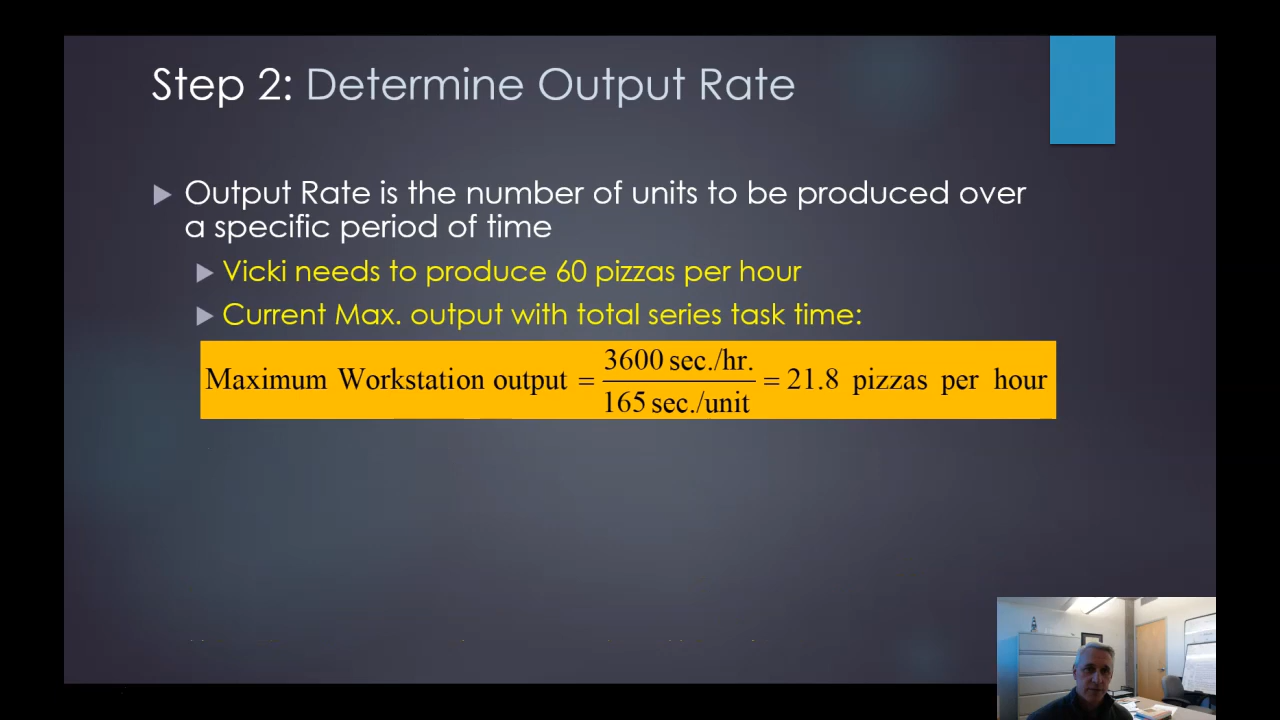 Step 2: Determine Output Rate
Output Rate is the number of units to be produced over
a specific period of time
Vicki needs to produce 60 pizzas per hour
Current Max. output with total series task time:
Maximum Workstation output = 3600 sec./hr. / 165 sec./unit = 21.8 pizzas per hour